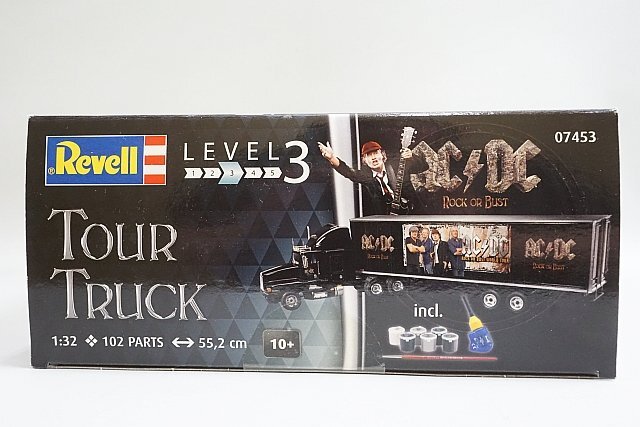 ®Revell
LEVEL 3
1 2 3 4 5
07453
AC DC
ROCK OR BUST
TOUR
TRUCK
AC DC
ROCK OR BUST
AC DC
AC DC
ROCK OR BUST
incl.
1:32 ❖ 102 PARTS ↔ 55,2 cm 10+